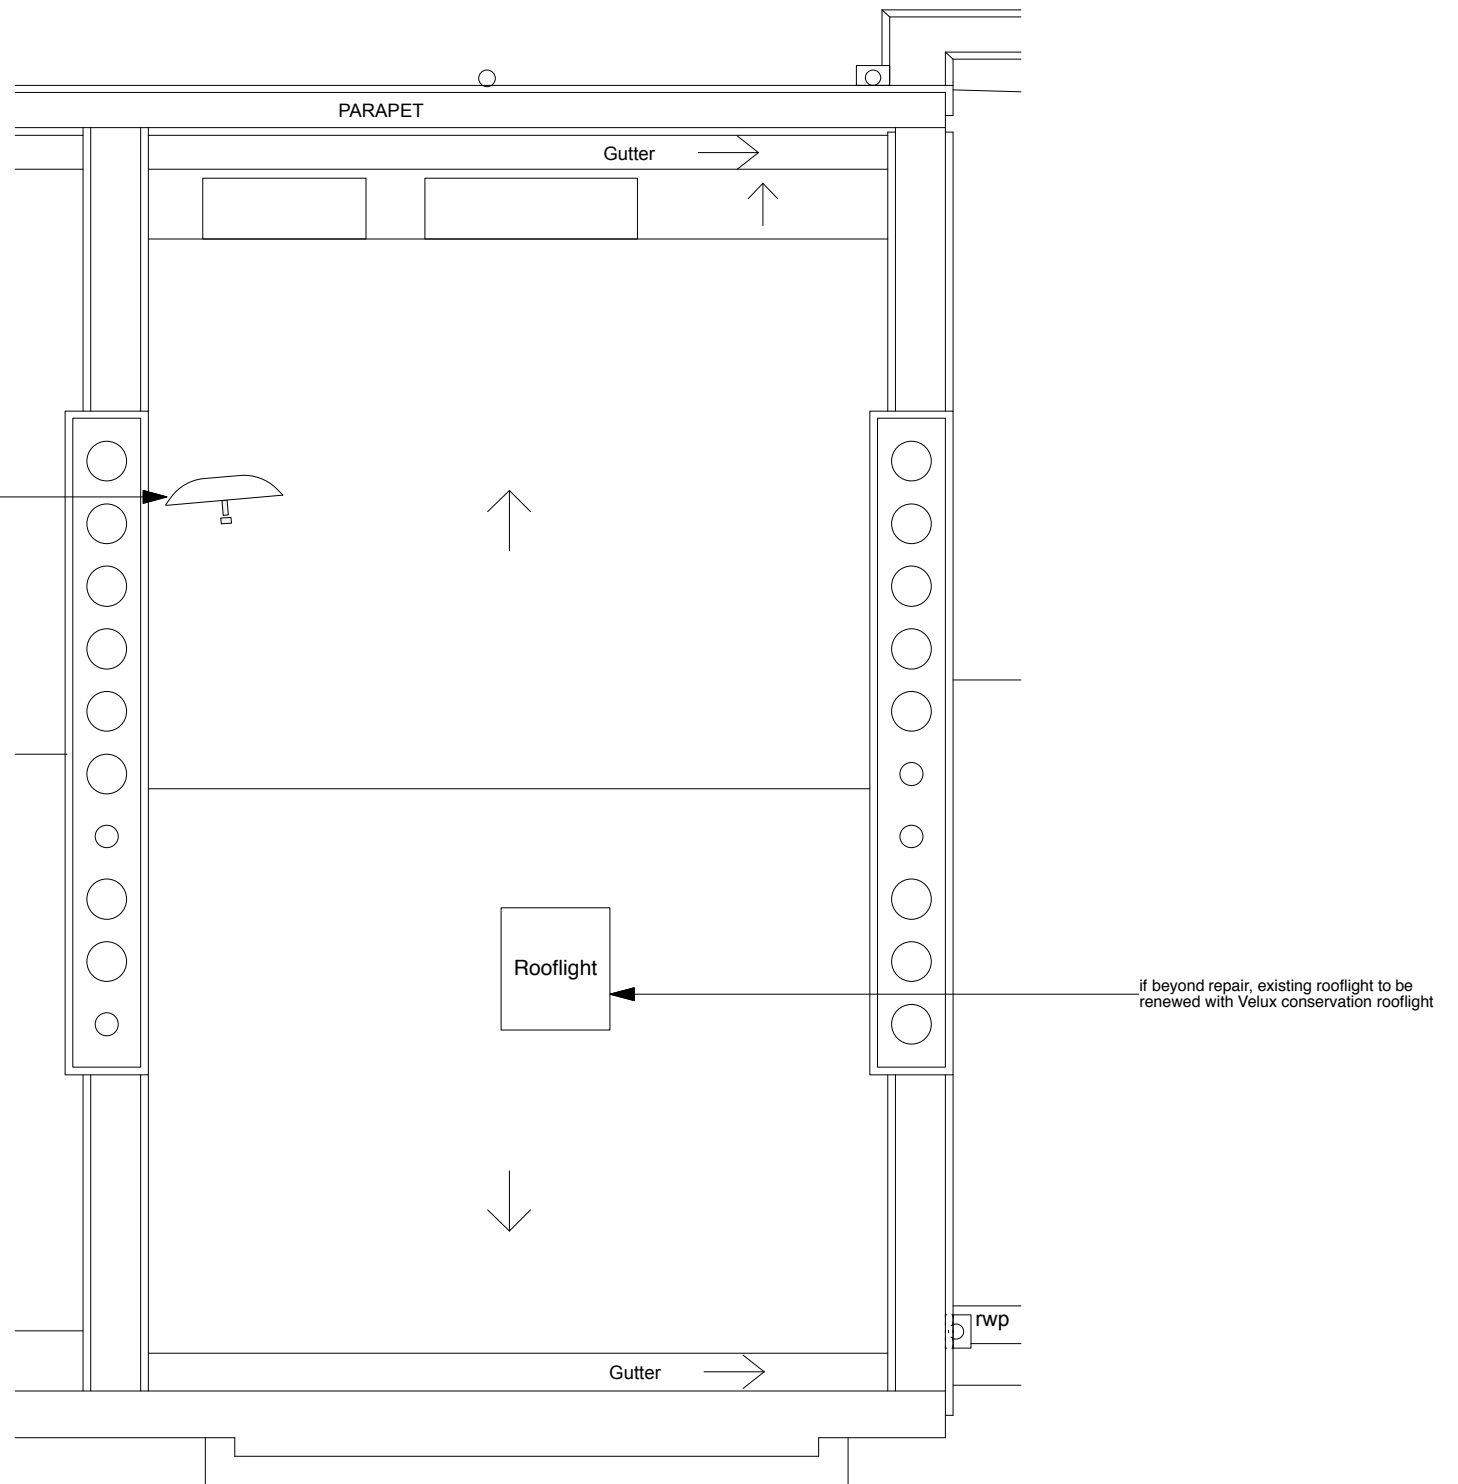 PARAPET
Gutter
Rooflight
if beyond repair, existing rooflight to be
renewed with Velux conservation rooflight
rwp
Gutter